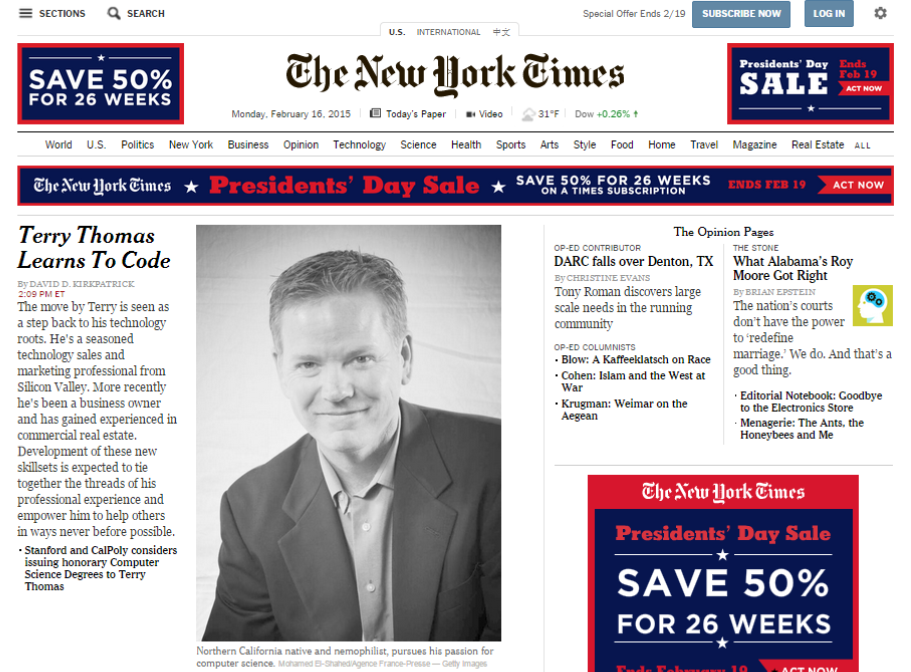 SECTIONS
SEARCH
Special Offer Ends 2/19
SUBSCRIBE NOW
LOG IN
U.S.
INTERNATIONAL
中文
SAVE 50%
FOR 26 WEEKS
The New York Times
Presidents' Day
SALE
Ends
Feb 19
ACT NOW
Monday, February 16, 2015
Today's Paper
Video
31°F
Dow +0.26% ↑
World
U.S.
Politics
New York
Business
Opinion
Technology
Science
Health
Sports
Arts
Style
Food
Home
Travel
Magazine
Real Estate
ALL
The New York Times ★ Presidents' Day Sale ★ SAVE 50% FOR 26 WEEKS
ON A TIMES SUBSCRIPTION
ENDS FEB 19
ACT NOW
Terry Thomas
Learns To Code
By DAVID D. KIRKPATRICK
2:09 PM ET
The move by Terry is seen as
a step back to his technology
roots. He's a seasoned
technology sales and
marketing professional from
Silicon Valley. More recently
he's been a business owner
and has gained experienced in
commercial real estate.
Development of these new
skillsets is expected to tie
together the threads of his
professional experience and
empower him to help others
in ways never before possible.
• Stanford and CalPoly considers
issuing honorary Computer
Science Degrees to Terry
Thomas
Northern California native and nemophilist, pursues his passion for
computer science. Mohamed El-Shahed/Agence France-Presse — Getty Images
The Opinion Pages
OP-ED CONTRIBUTOR
DARC falls over Denton, TX
By CHRISTINE EVANS
Tony Roman discovers large
scale needs in the running
community
OP-ED COLUMNISTS
• Blow: A Kaffeeklatsch on Race
• Cohen: Islam and the West at
War
• Krugman: Weimar on the
Aegean
THE STONE
What Alabama's Roy
Moore Got Right
By BRIAN EPSTEIN
The nation's courts
don't have the power
to 'redefine
marriage.' We do. And that's a
good thing.
· Editorial Notebook: Goodbye
to the Electronics Store
· Menagerie: The Ants, the
Honeybees and Me
The New York Times
Presidents' Day Sale
SAVE 50%
FOR 26 WEEKS
Ends February 19
ACT NOW